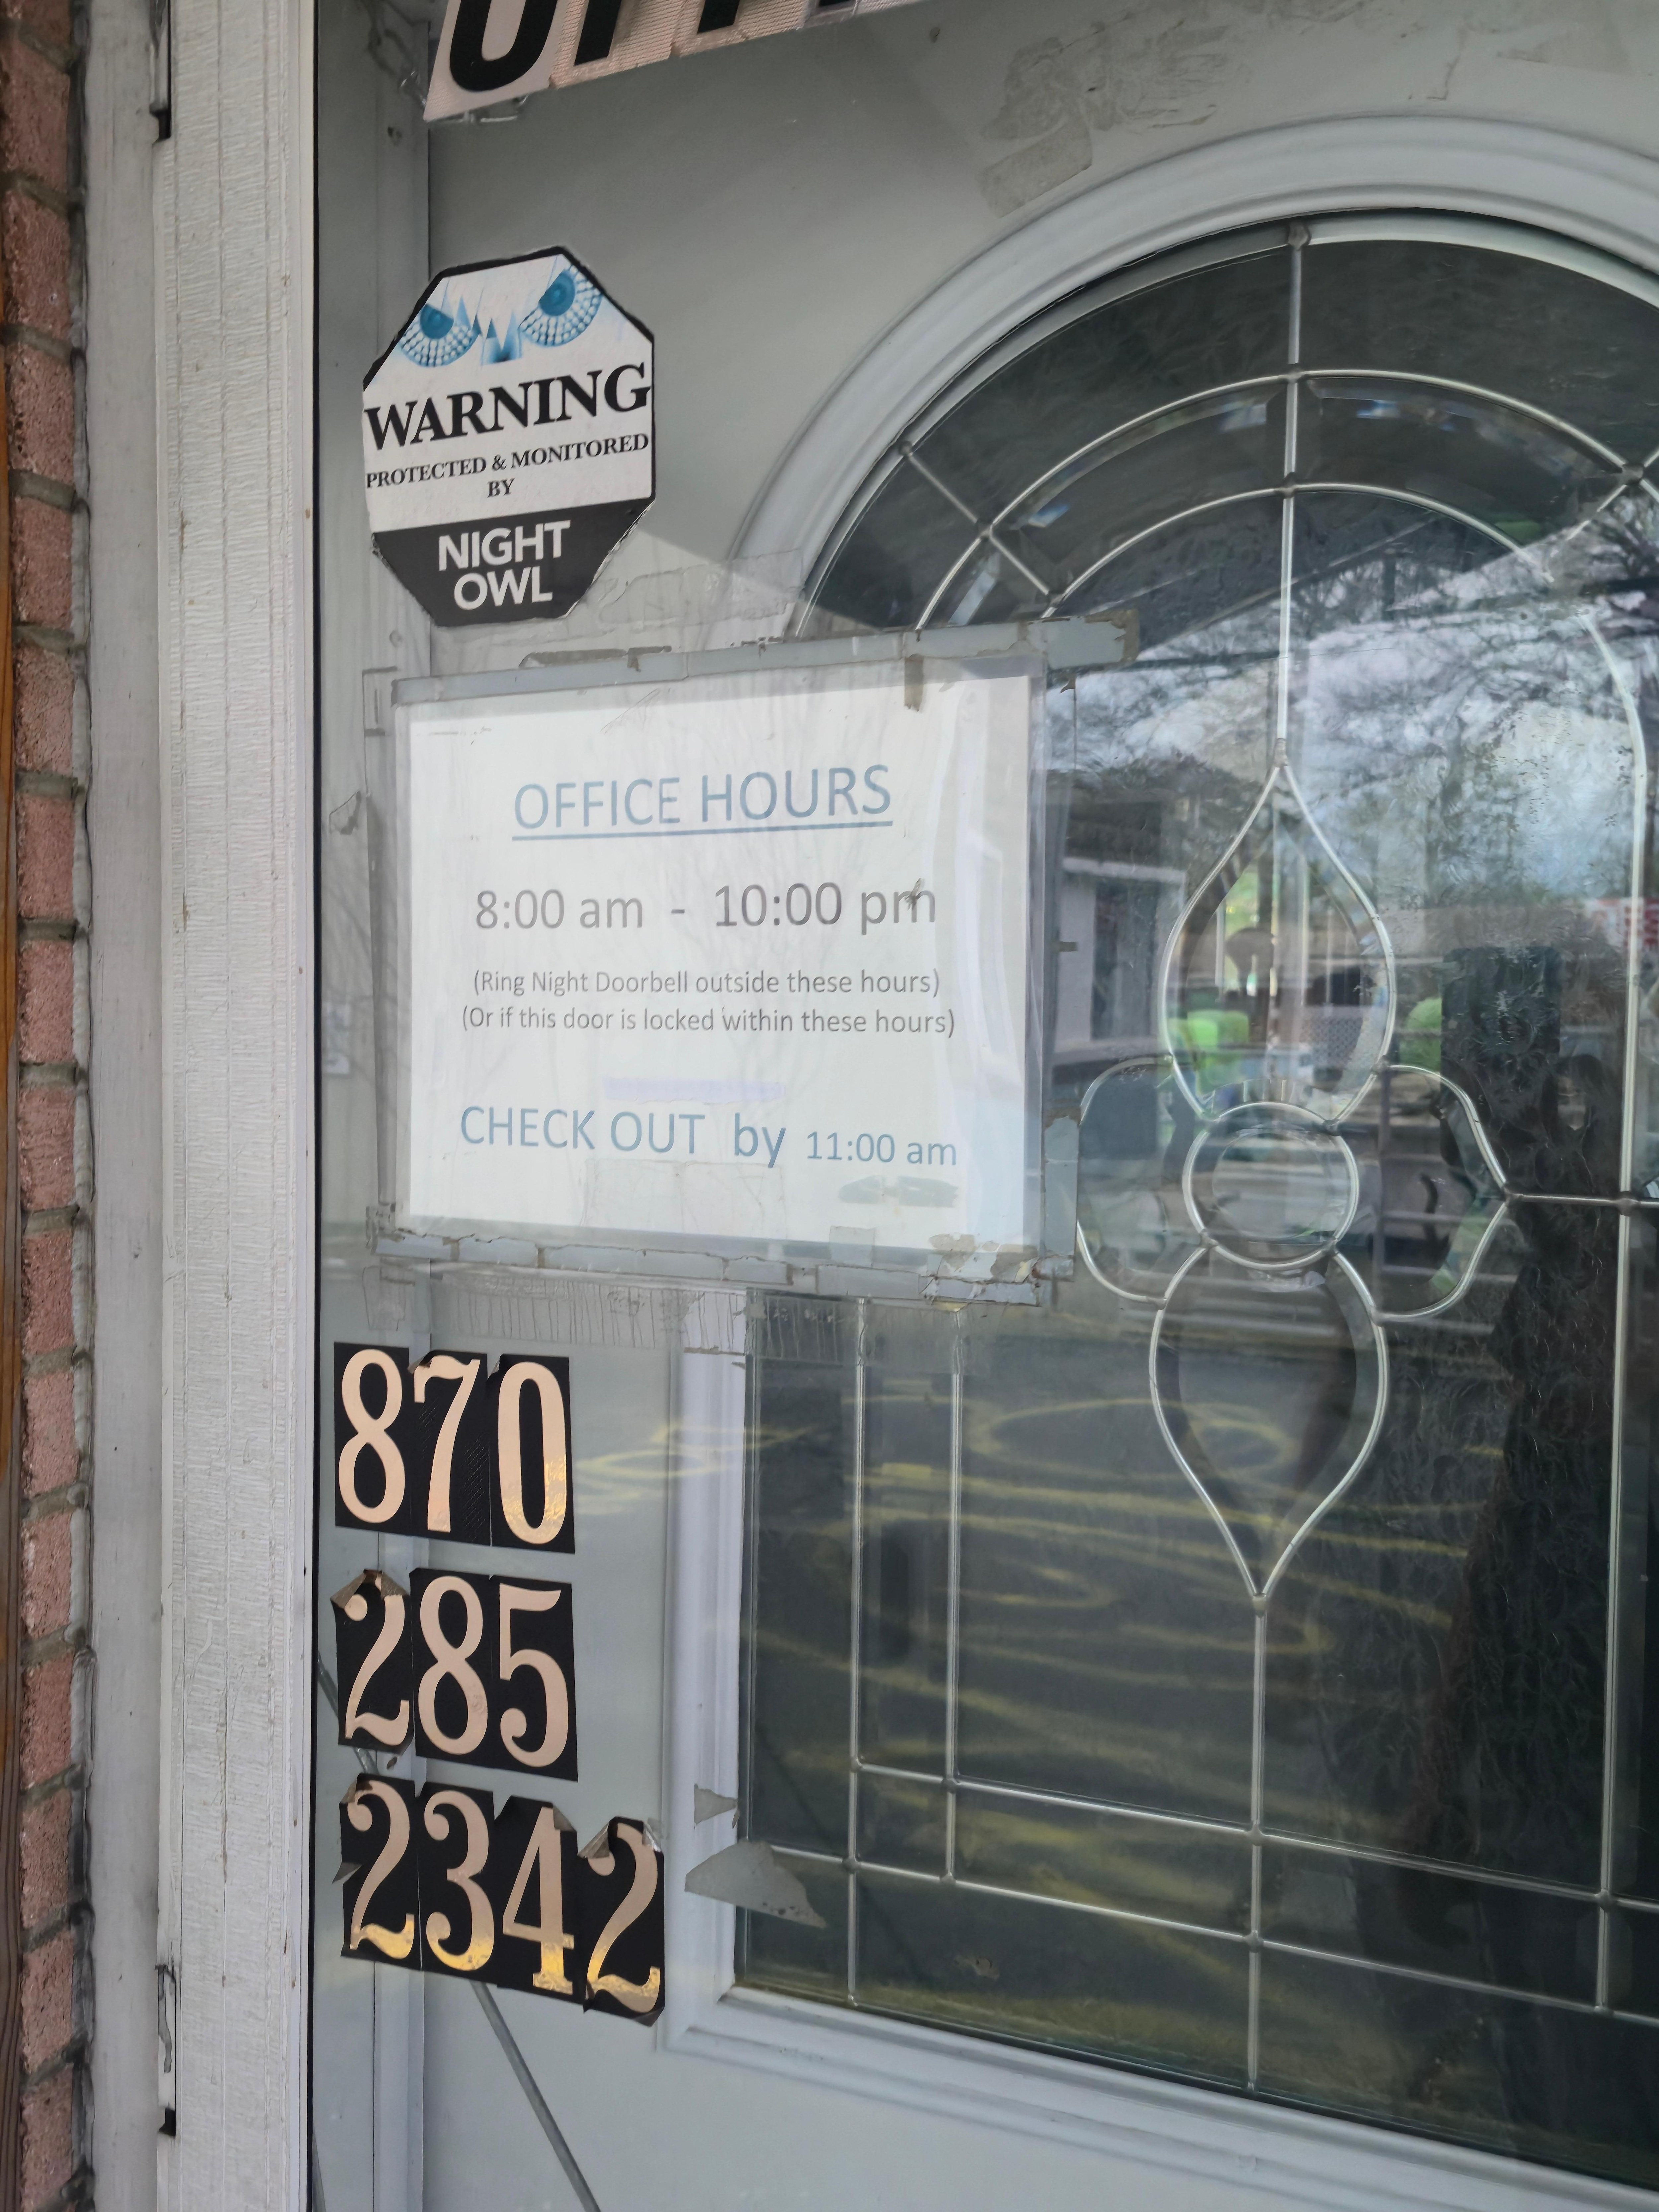 WARNING
PROTECTED & MONITORED
BY
NIGHT
OWL
OFFICE HOURS
8:00 am - 10:00 pm
(Ring Night Doorbell outside these hours)
(Or if this door is locked within these hours)
CHECK OUT by 11:00 am
870
285
2342